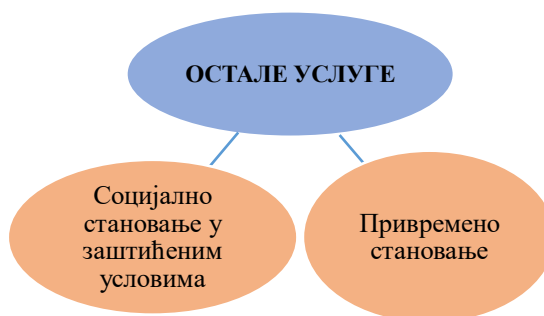 ОСТАЛЕ УСЛУГЕ
Социјално
становање у
заштићеним
условима
Привремено
становање